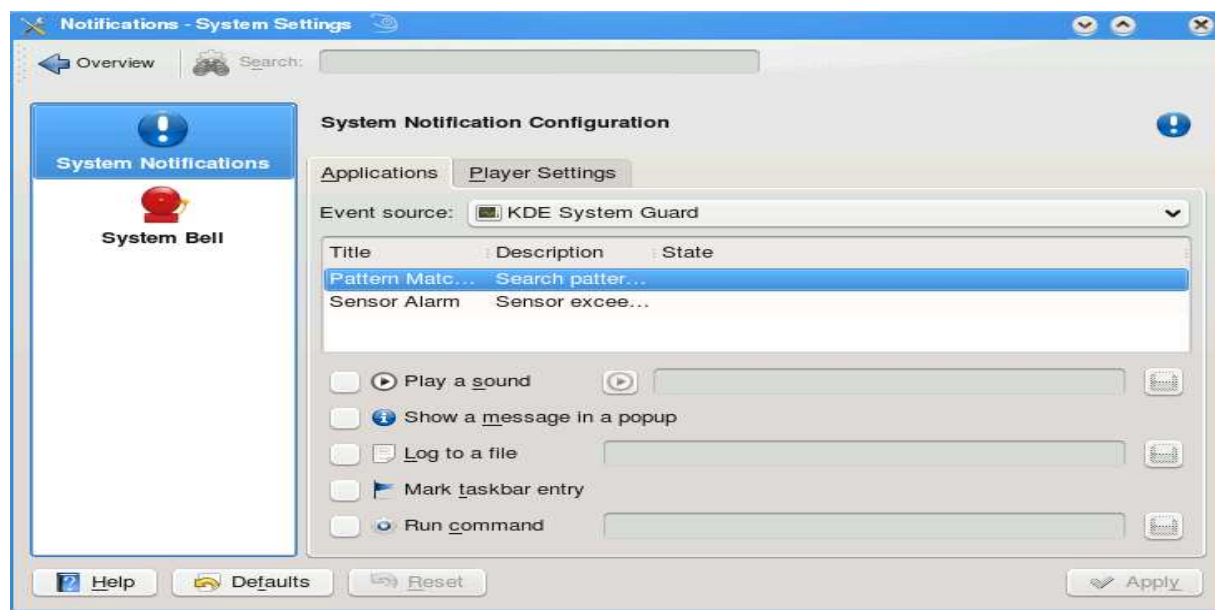 Notifications - System Settings
Overview Search:
System Notifications
System Bell
System Notification Configuration
Applications Player Settings
Event source: KDE System Guard
Title Description State
Pattern Matc... Search patter...
Sensor Alarm Sensor excee...
Play a sound
Show a message in a popup
Log to a file
Mark taskbar entry
Run command
Help Defaults Reset Apply